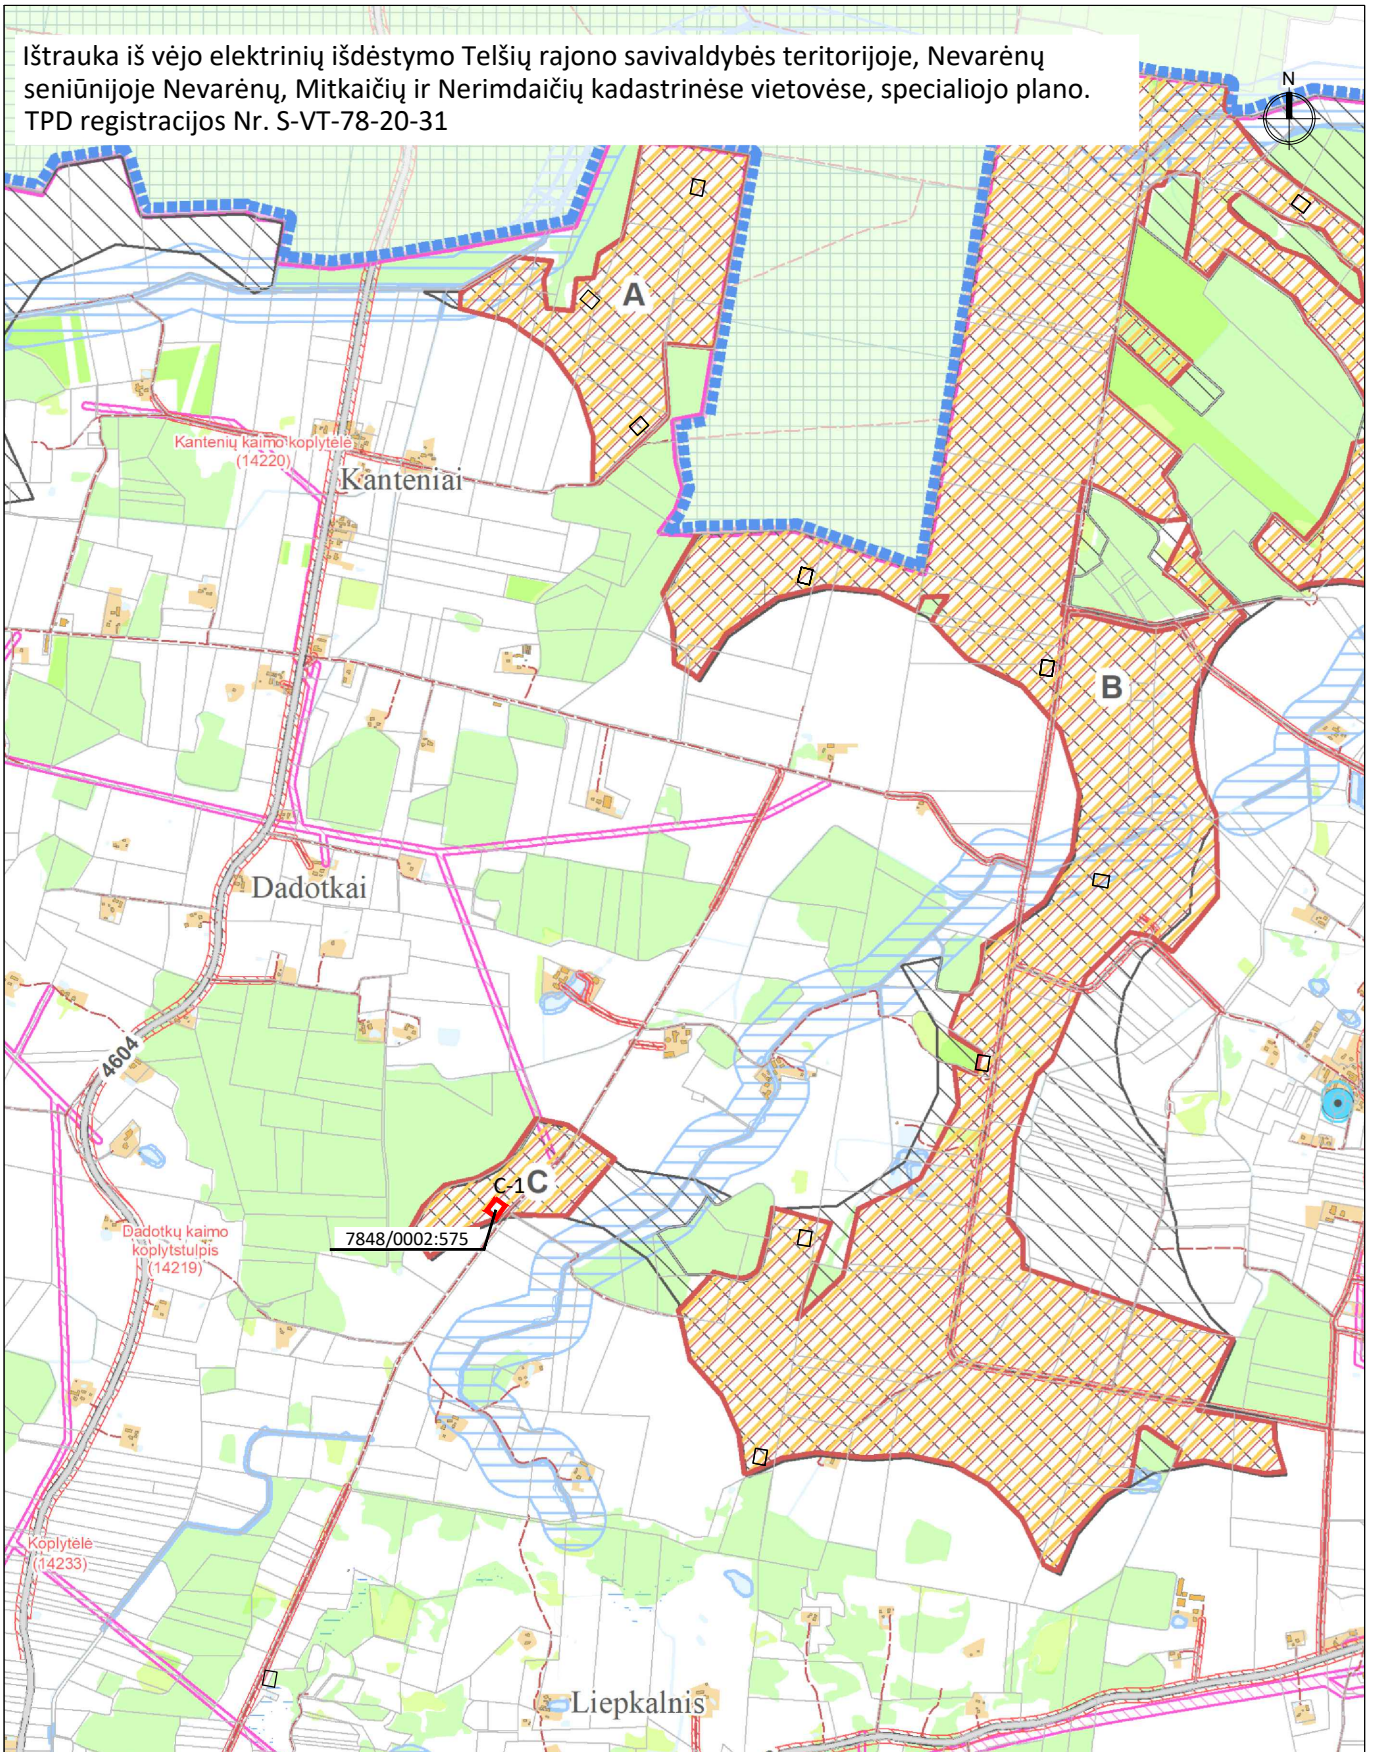 Ištrauka iš vėjo elektrinių išdėstymo Telšių rajono savivaldybės teritorijoje, Nevarėnų
seniūnijoje Nevarėnų, Mitkaičių ir Nerimdaičių kadastrinėse vietovėse, specialiojo plano.
TPD registracijos Nr. S-VT-78-20-31
N
A
Kantenių kaimo koplytėlė
(14220)
Kanteniai
B
Dadotkai
4604
C-1
C
7848/0002:575
Dadotkų kaimo
koplytstulpis
(14219)
Koplytėlė
(14233)
Liepkalnis